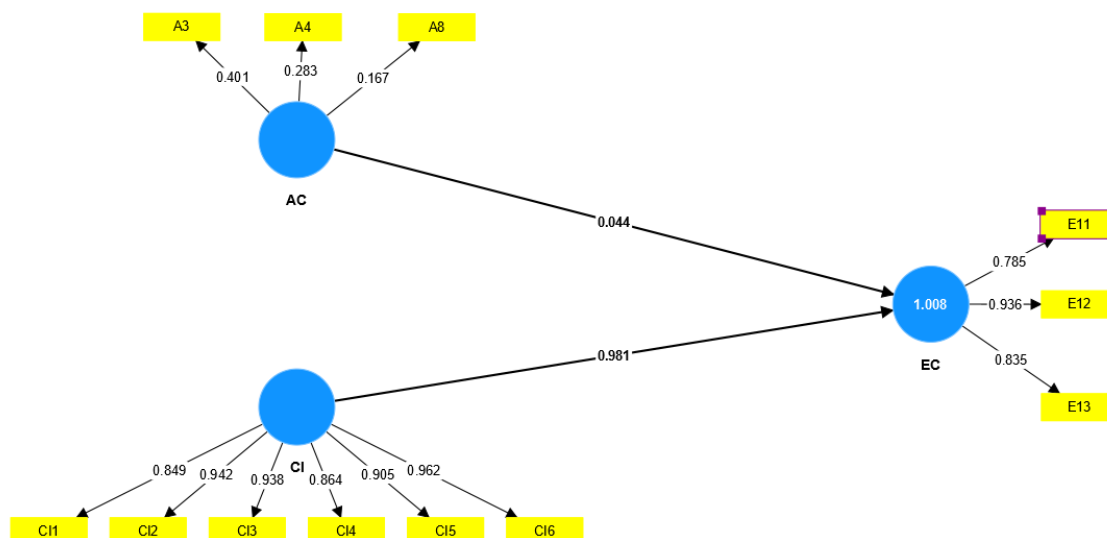 A3 A4 A8
0.401 0.283 0.167
AC
0.044
E11
0.785
1.008 0.936 E12
EC
0.835
E13
0.981
CI
0.849 0.942 0.938 0.864 0.905 0.962
CI1 CI2 CI3 CI4 CI5 CI6